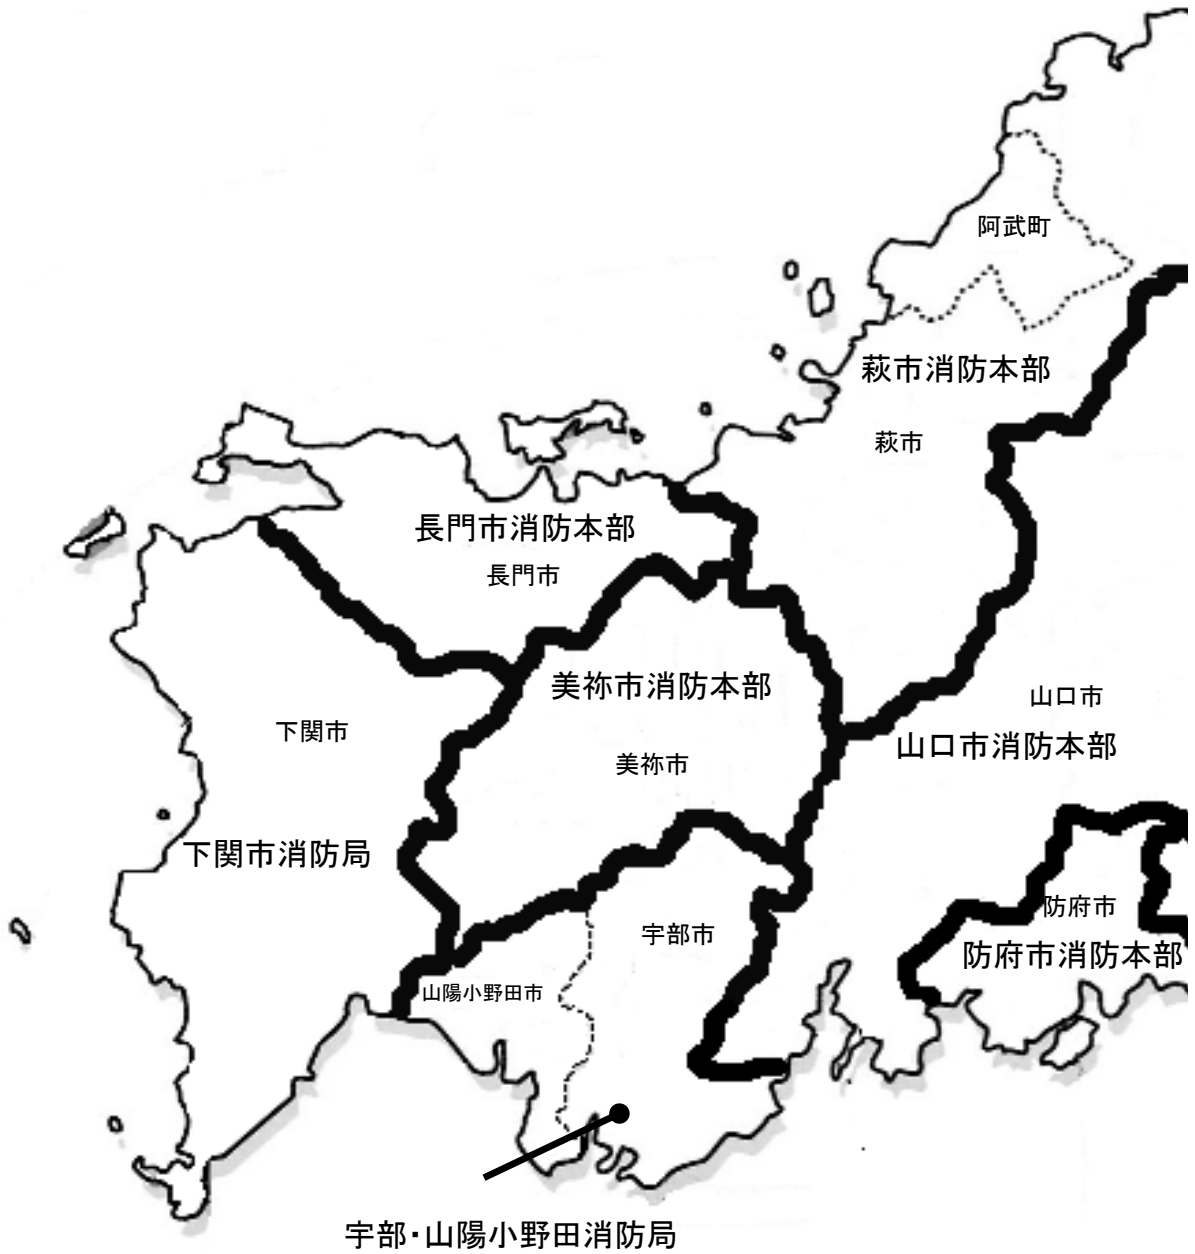 阿武町
萩市消防本部
萩市
長門市消防本部
長門市
美祢市消防本部
山口市
下関市
山口市消防本部
美祢市
下関市消防局
防府市
宇部市
防府市消防本部
山陽小野田市
宇部・山陽小野田消防局